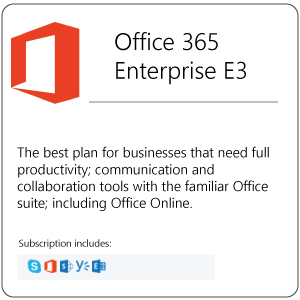 Office 365
Enterprise E3
The best plan for businesses that need full
productivity; communication and
collaboration tools with the familiar Office
suite; including Office Online.
Subscription includes: